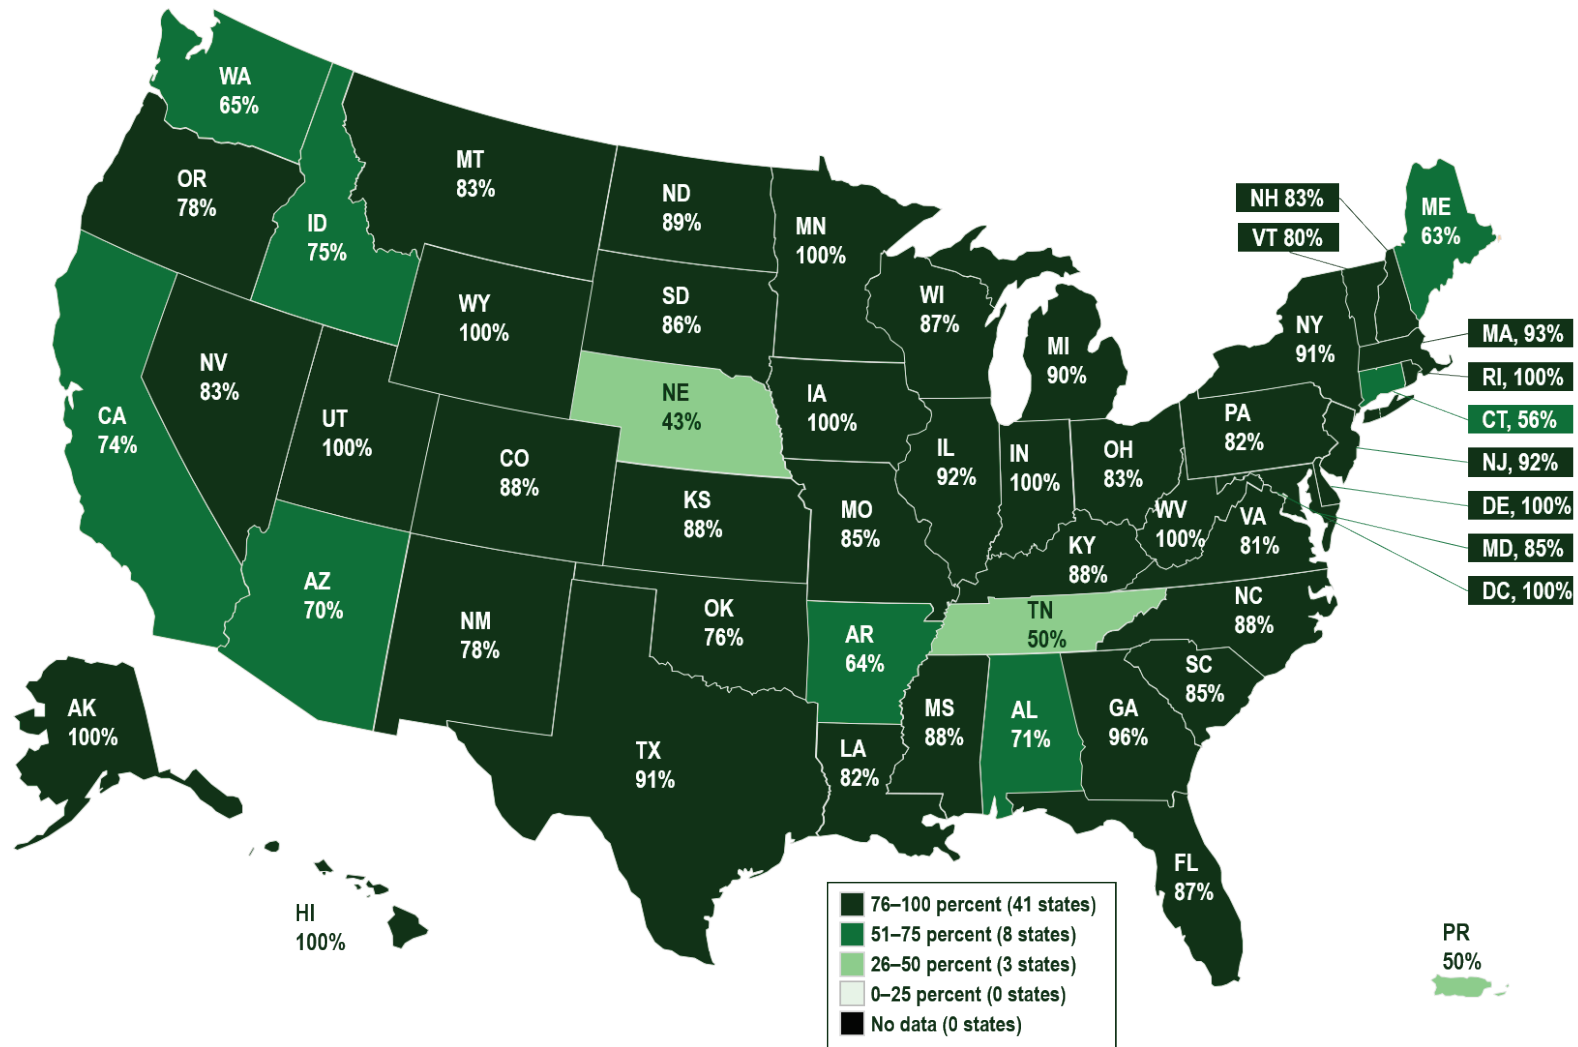 WA
65%
OR
78%
ID
75%
MT
83%
ND
89%
MN
100%
NH 83%
VT 80%
ME
63%
SD
86%
WI
87%
WY
100%
NY
91%
MA, 93%
MI
90%
NV
83%
RI, 100%
NE
43%
IA
100%
CA
74%
UT
100%
CT, 56%
PA
82%
CO
88%
IL
92%
IN
100%
OH
83%
NJ, 92%
KS
88%
MO
85%
WV
100%
VA
81%
DE, 100%
KY
88%
MD, 85%
AZ
70%
DC, 100%
NM
78%
OK
76%
AR
64%
TN
50%
NC
88%
SC
85%
AK
100%
MS
88%
AL
71%
GA
96%
TX
91%
LA
82%
FL
87%
HI
100%
76–100 percent (41 states)
51–75 percent (8 states)
26–50 percent (3 states)
0–25 percent (0 states)
No data (0 states)
PR
50%